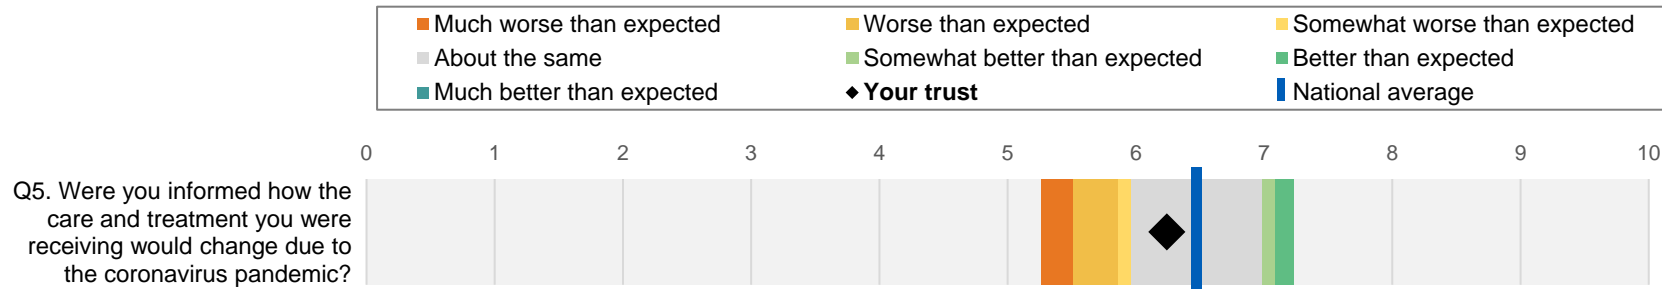 Much worse than expected
Worse than expected
Somewhat worse than expected
About the same
Somewhat better than expected
Better than expected
Much better than expected
Your trust
National average
0 1 2 3 4 5 6 7 8 9 10
Q5. Were you informed how the
care and treatment you were
receiving would change due to
the coronavirus pandemic?